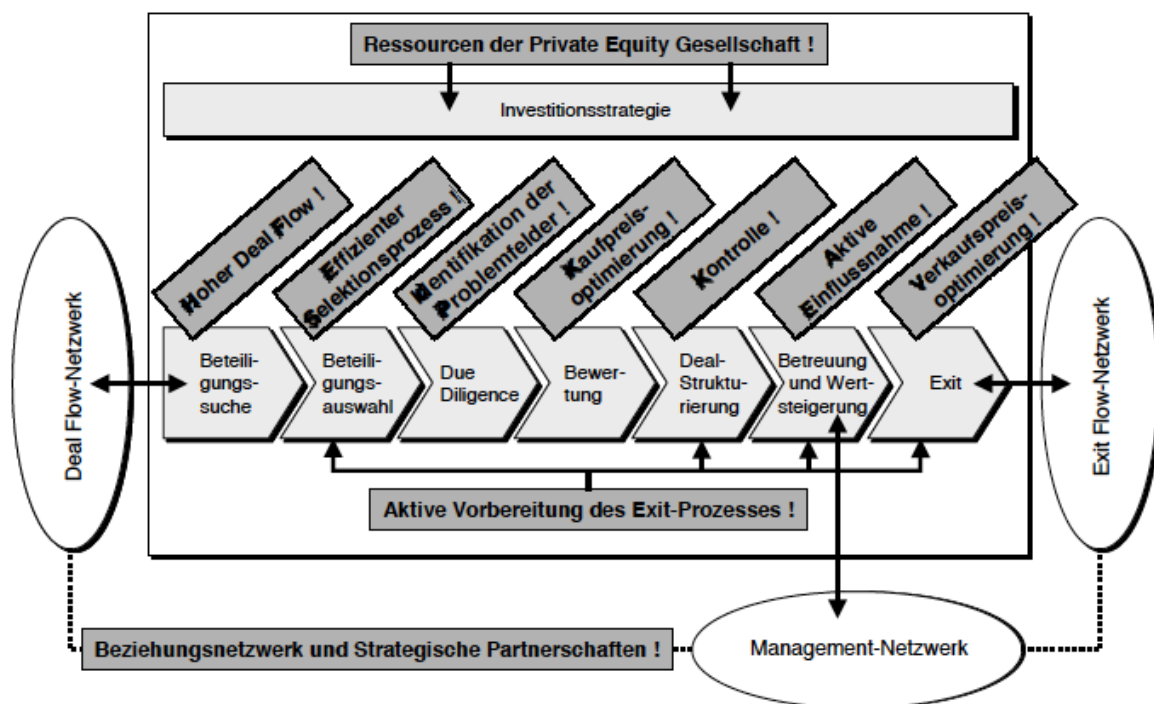 Ressourcen der Private Equity Gesellschaft !
Investitionsstrategie
Hoher Deal Flow !
Effizienter
Selektionsprozess !
Identifikation der
Problemfelder !
Kaufpreis-
optimierung !
Kontrolle !
Aktive
Einflussnahme !
Verkaufspreis-
optimierung !
Deal Flow-Netzwerk
Beteili-
gungs-
suche
Beteili-
gungs-
auswahl
Due
Diligence
Bewer-
tung
Deal-
Struktu-
rierung
Betreuung
und Wert-
steigerung
Exit
Exit Flow-Netzwerk
Aktive Vorbereitung des Exit-Prozesses !
Beziehungsnetzwerk und Strategische Partnerschaften !
Management-Netzwerk